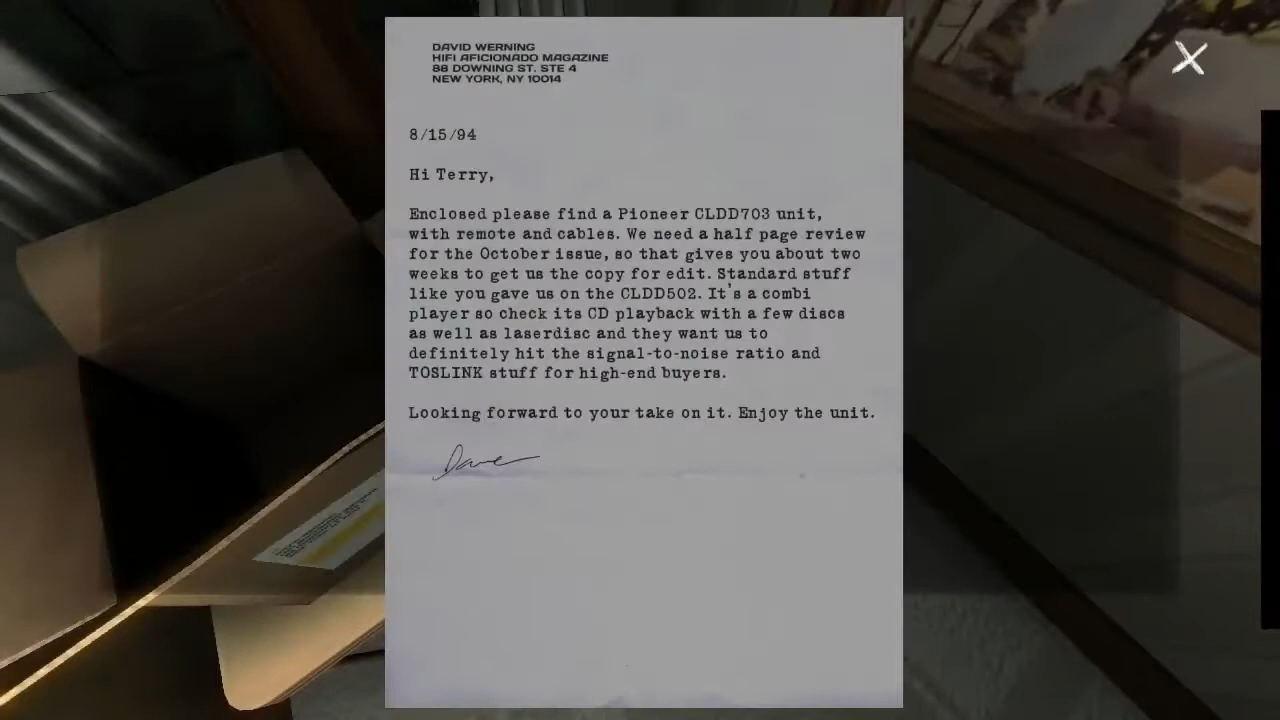 DAVID WERNING
HIFI AFICIONADO MAGAZINE
88 DOWNING ST. STE 4
NEW YORK, NY 10014
8/15/94
Hi Terry,
Enclosed please find a Pioneer CLDD703 unit,
with remote and cables. We need a half page review
for the October issue, so that gives you about two
weeks to get us the copy for edit. Standard stuff
like you gave us on the CLDD502. It's a combi
player so check its CD playback with a few discs
as well as laserdisc and they want us to
definitely hit the signal-to-noise ratio and
TOSLINK stuff for high-end buyers.
Looking forward to your take on it. Enjoy the unit.
Dave